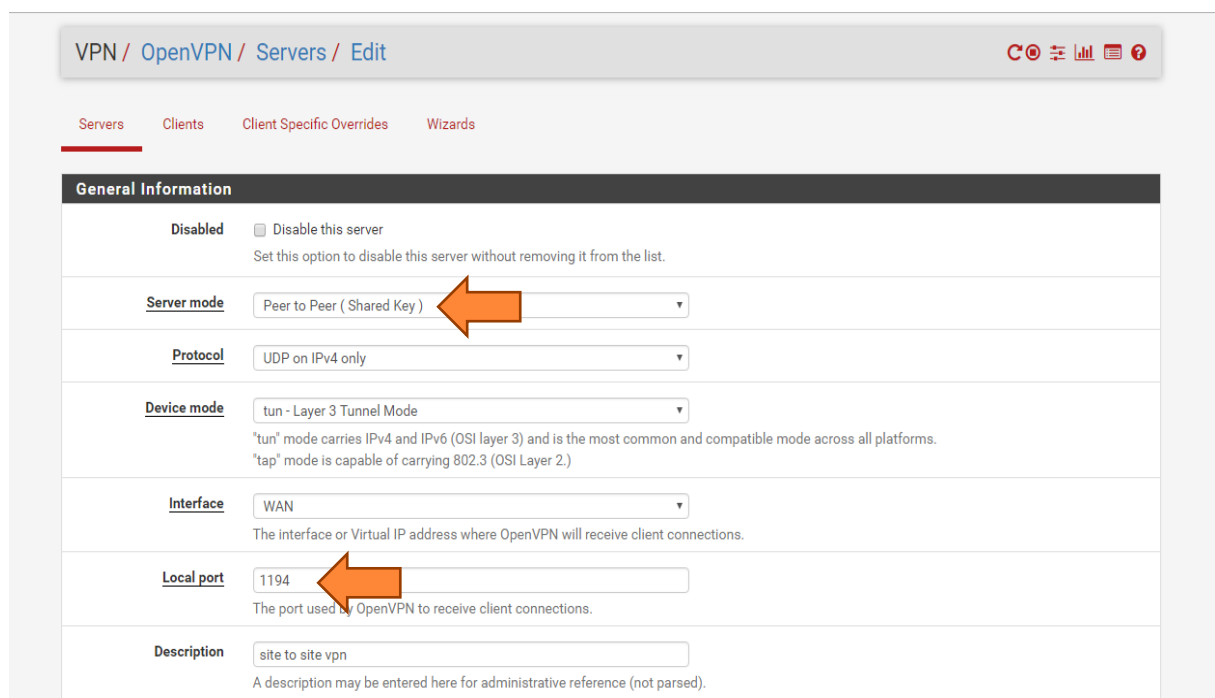 VPN / OpenVPN / Servers / Edit
Servers Clients Client Specific Overrides Wizards
General Information
Disabled Disable this server
Set this option to disable this server without removing it from the list.
Server mode Peer to Peer ( Shared Key )
Protocol UDP on IPv4 only
Device mode tun - Layer 3 Tunnel Mode
"tun" mode carries IPv4 and IPv6 (OSI layer 3) and is the most common and compatible mode across all platforms.
"tap" mode is capable of carrying 802.3 (OSI Layer 2.)
Interface WAN
The interface or Virtual IP address where OpenVPN will receive client connections.
Local port 1194
The port used by OpenVPN to receive client connections.
Description site to site vpn
A description may be entered here for administrative reference (not parsed).